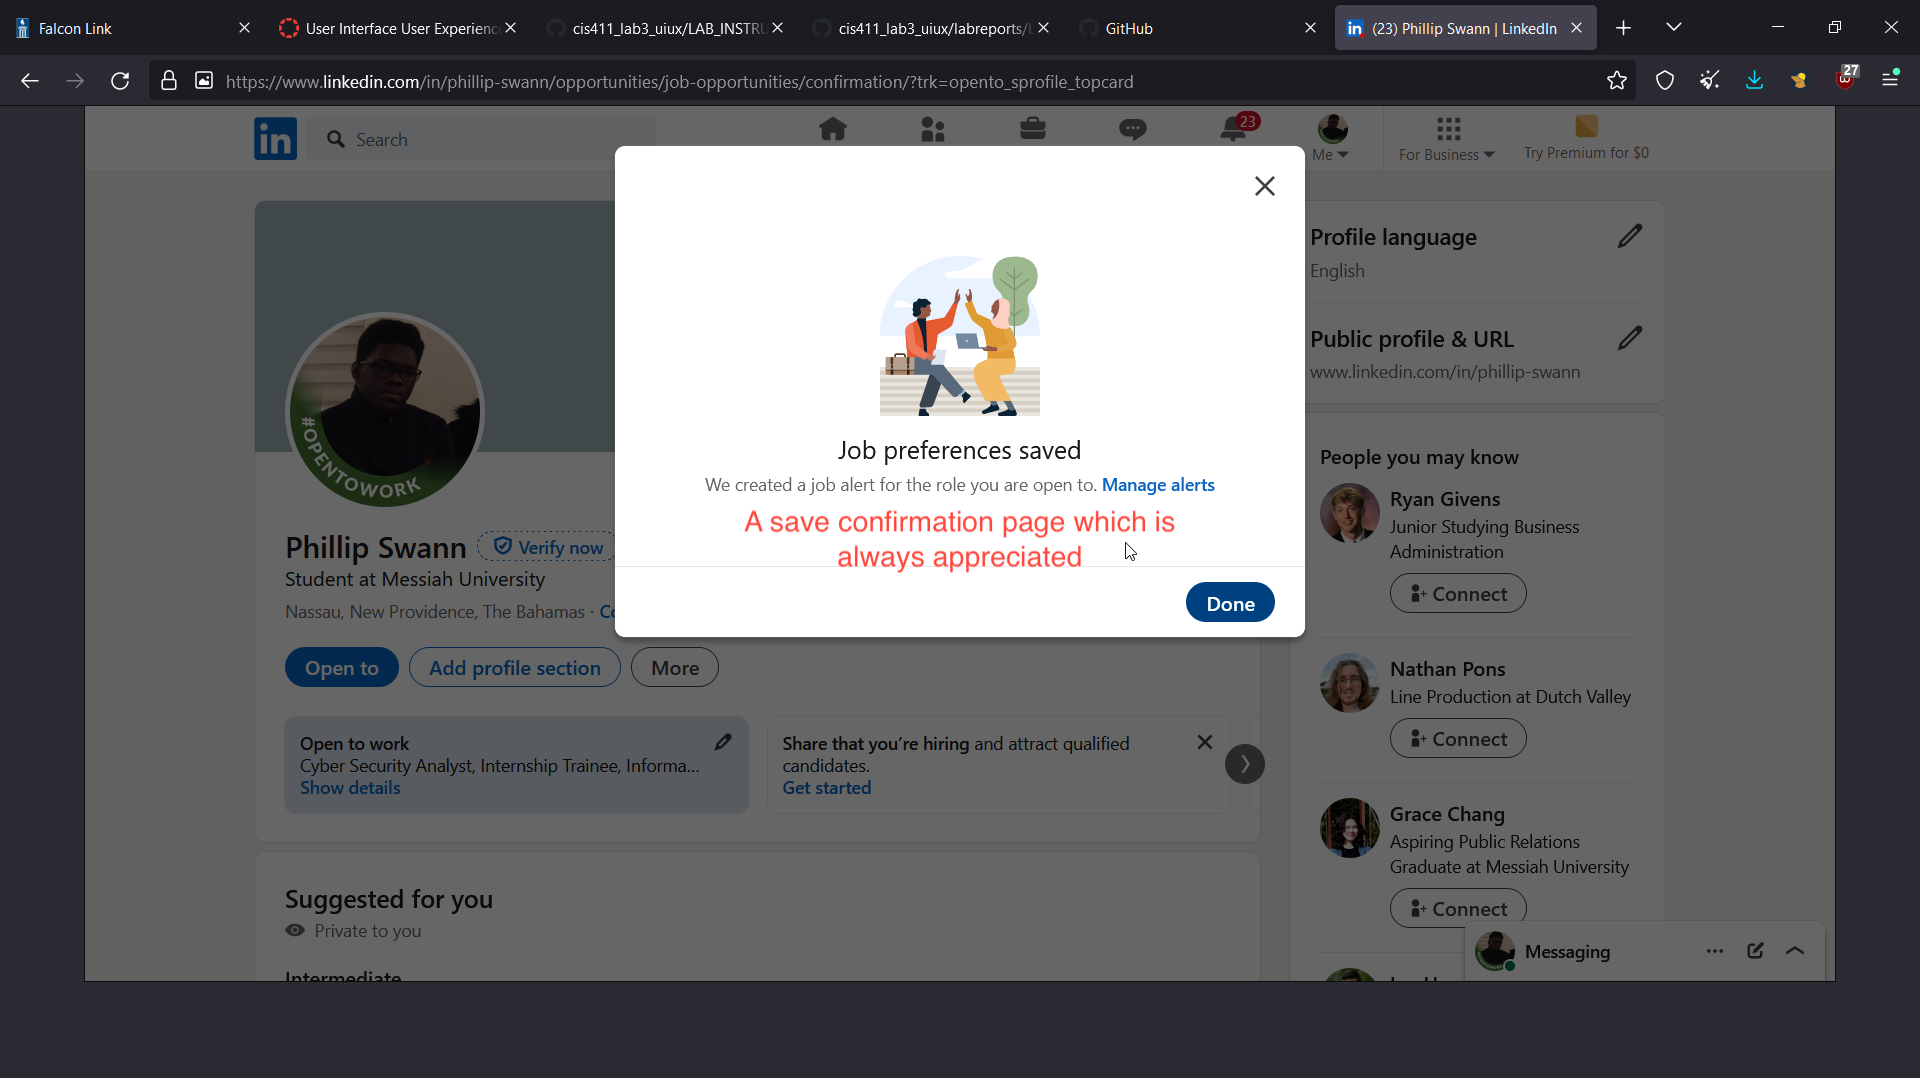 Falcon Link
User Interface User Experienc
cis411_lab3_uiux/LAB_INSTRU
cis411_lab3_uiux/labreports/L
GitHub
in (23) Phillip Swann | LinkedIn
https://www.linkedin.com/in/phillip-swann/opportunities/job-opportunities/confirmation/?trk=opento_sprofile_topcard
27
in
Search
23
Me
For Business
Try Premium for $0
Profile language
English
Public profile & URL
www.linkedin.com/in/phillip-swann
#OPENTOWORK
Job preferences saved
We created a job alert for the role you are open to. Manage alerts
A save confirmation page which is
always appreciated
Done
Phillip Swann
Verify now
Student at Messiah University
Nassau, New Providence, The Bahamas ·
Open to
Add profile section
More
Open to work
Cyber Security Analyst, Internship Trainee, Informa...
Show details
Share that you're hiring and attract qualified
candidates.
Get started
People you may know
Ryan Givens
Junior Studying Business
Administration
Connect
Nathan Pons
Line Production at Dutch Valley
Connect
Grace Chang
Aspiring Public Relations
Graduate at Messiah University
Connect
Suggested for you
Private to you
Intermediate
Messaging